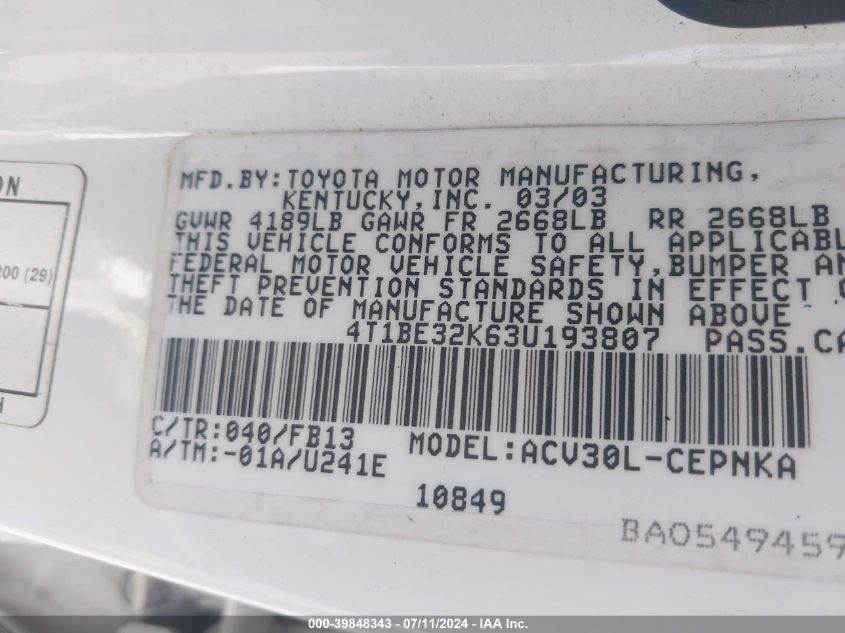 MFD.BY:TOYOTA MOTOR MANUFACTURING,
KENTUCKY,INC. 03/03
GVWR 4189LB GAWR FR 2668LB RR 2668LB
THIS VEHICLE CONFORMS TO ALL APPLICABL
FEDERAL MOTOR VEHICLE SAFETY,BUMPER AN
THEFT PREVENTION STANDARDS IN EFFECT O
THE DATE OF MANUFACTURE SHOWN ABOVE
4T1BE32K63U193807 PASS.CA
C/TR:040/FB13 MODEL:ACV30L-CEPNKA
A/TM:-01A/U241E
10849
BA0549459
ON
200 (29)
H
000-39848343 - 07/11/2024 - IAA Inc.